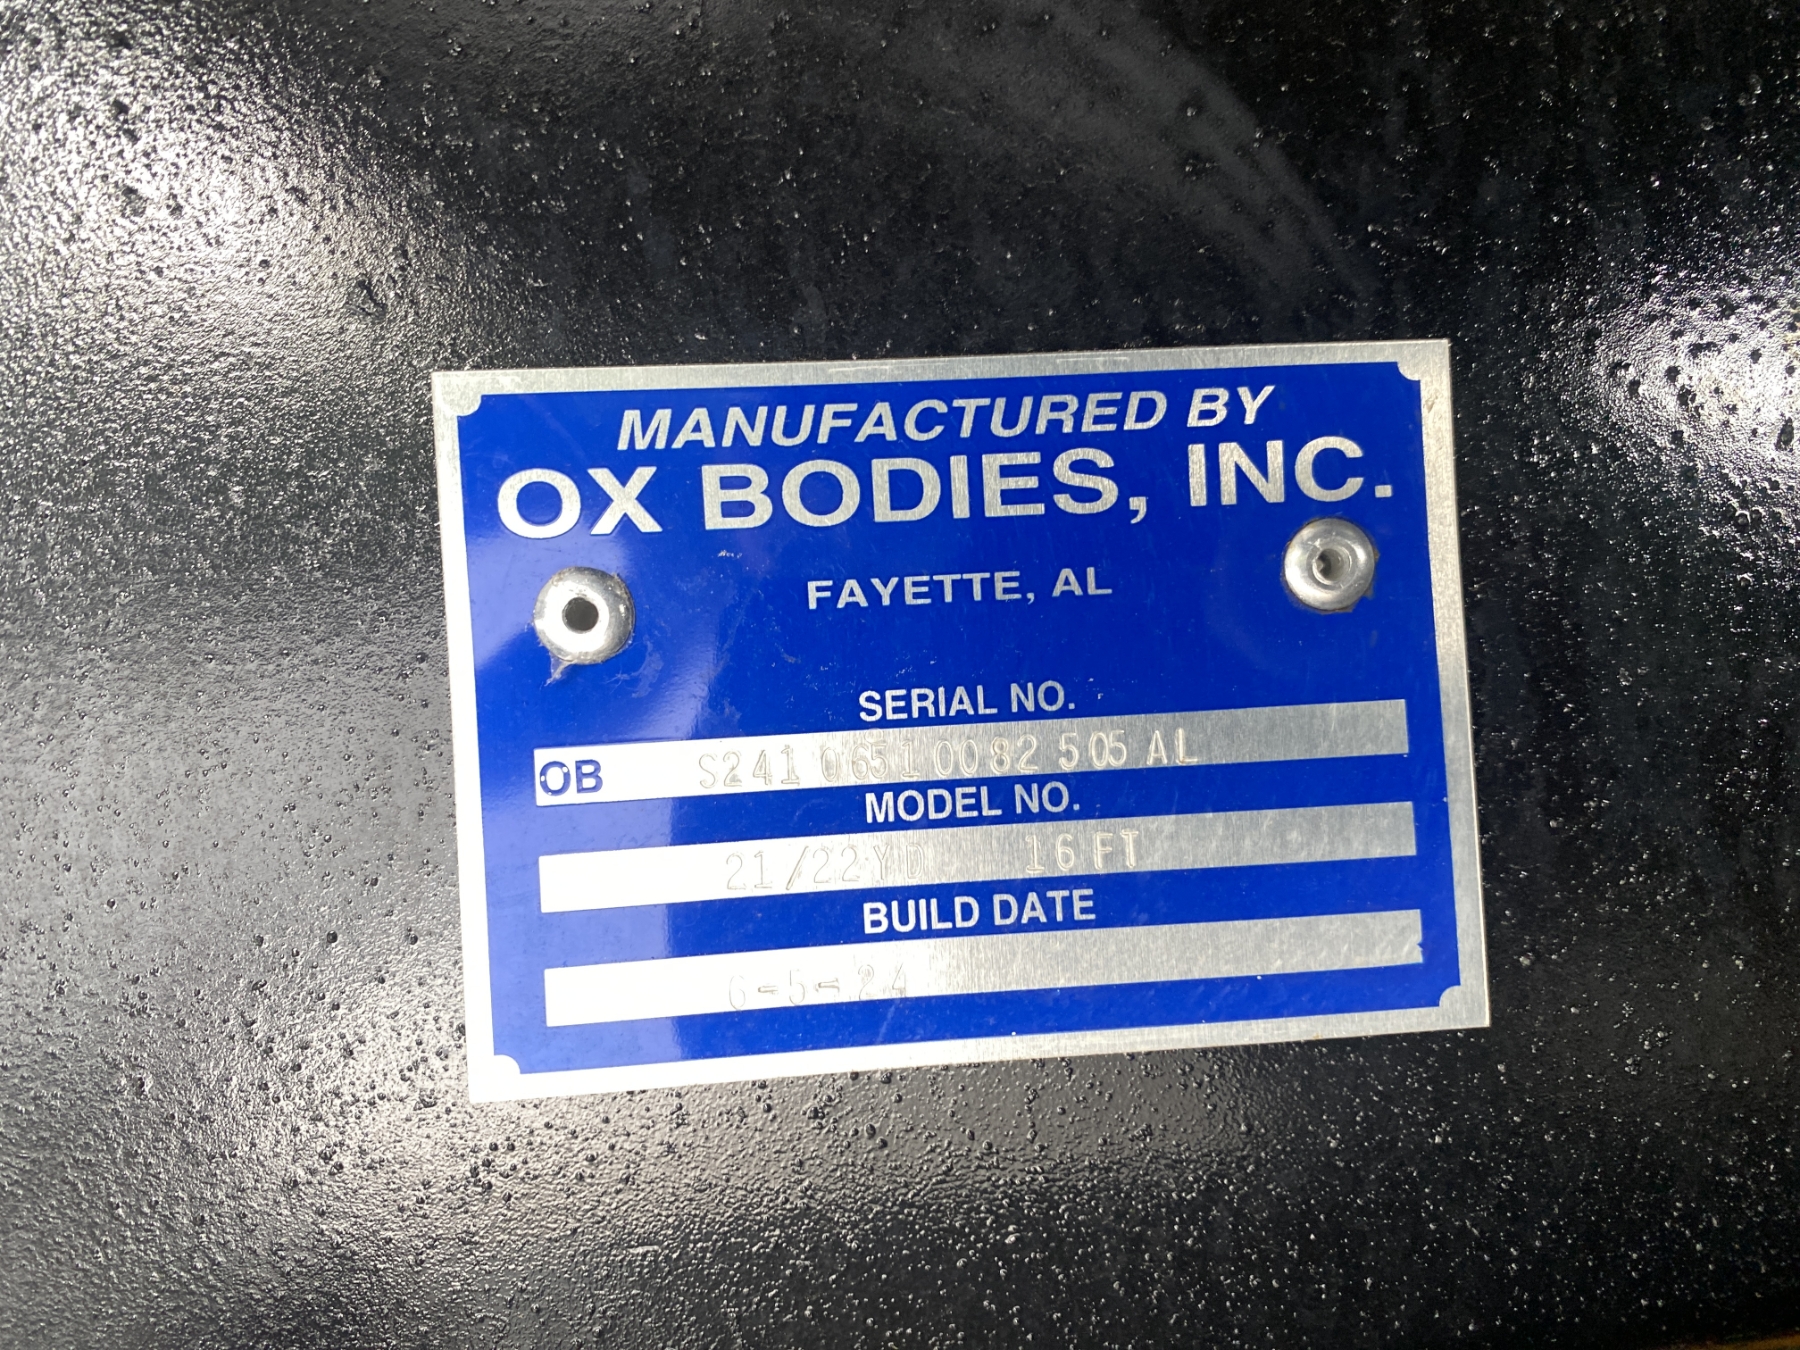 MANUFACTURED BY
OX BODIES, INC.
FAYETTE, AL
SERIAL NO.
OB S241 0651 0082 505 AL
MODEL NO.
21/22YD 16FT
BUILD DATE
6-5-24